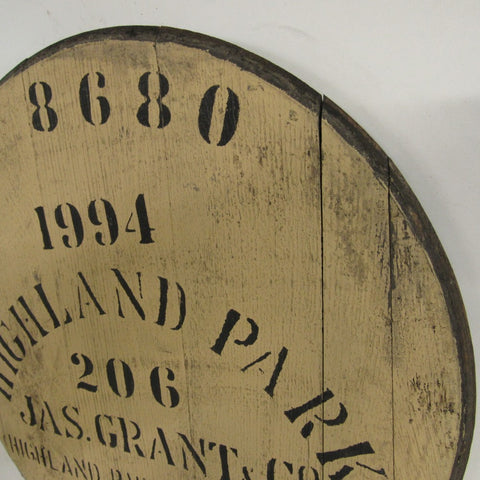 8680
1994
HIGHLAND PARK
206
JAS. GRANT & CO
(HIGHLAND